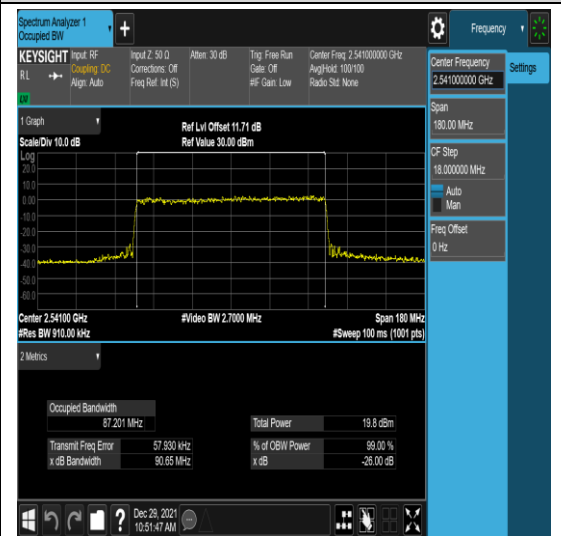 Spectrum Analyzer 1
Occupied BW
Frequency
KEYSIGHT
Input: RF
Input Z: 50 Ω
Atten: 30 dB
Trig: Free Run
Center Freq: 2.541000000 GHz
R L
Coupling: DC
Corrections: Off
Gate: Off
Avg|Hold: 100/100
Align: Auto
Freq Ref: Int (S)
#IF Gain: Low
Radio Std: None
Center Frequency
2.541000000 GHz
Settings
Span
180.00 MHz
CF Step
18.000000 MHz
Auto
Man
Freq Offset
0 Hz
1 Graph
Ref Lvl Offset 11.71 dB
Scale/Div 10.0 dB
Ref Value 30.00 dBm
Log
20.0
10.0
0.00
-10.0
-20.0
-30.0
-40.0
-50.0
-60.0
Center 2.54100 GHz
#Video BW 2.7000 MHz
Span 180 MHz
#Res BW 910.00 kHz
#Sweep 100 ms (1001 pts)
2 Metrics
Occupied Bandwidth
87.201 MHz
Total Power
19.8 dBm
Transmit Freq Error
57.930 kHz
% of OBW Power
99.00 %
x dB Bandwidth
90.65 MHz
x dB
-26.00 dB
?
Dec 29, 2021
10:51:47 AM